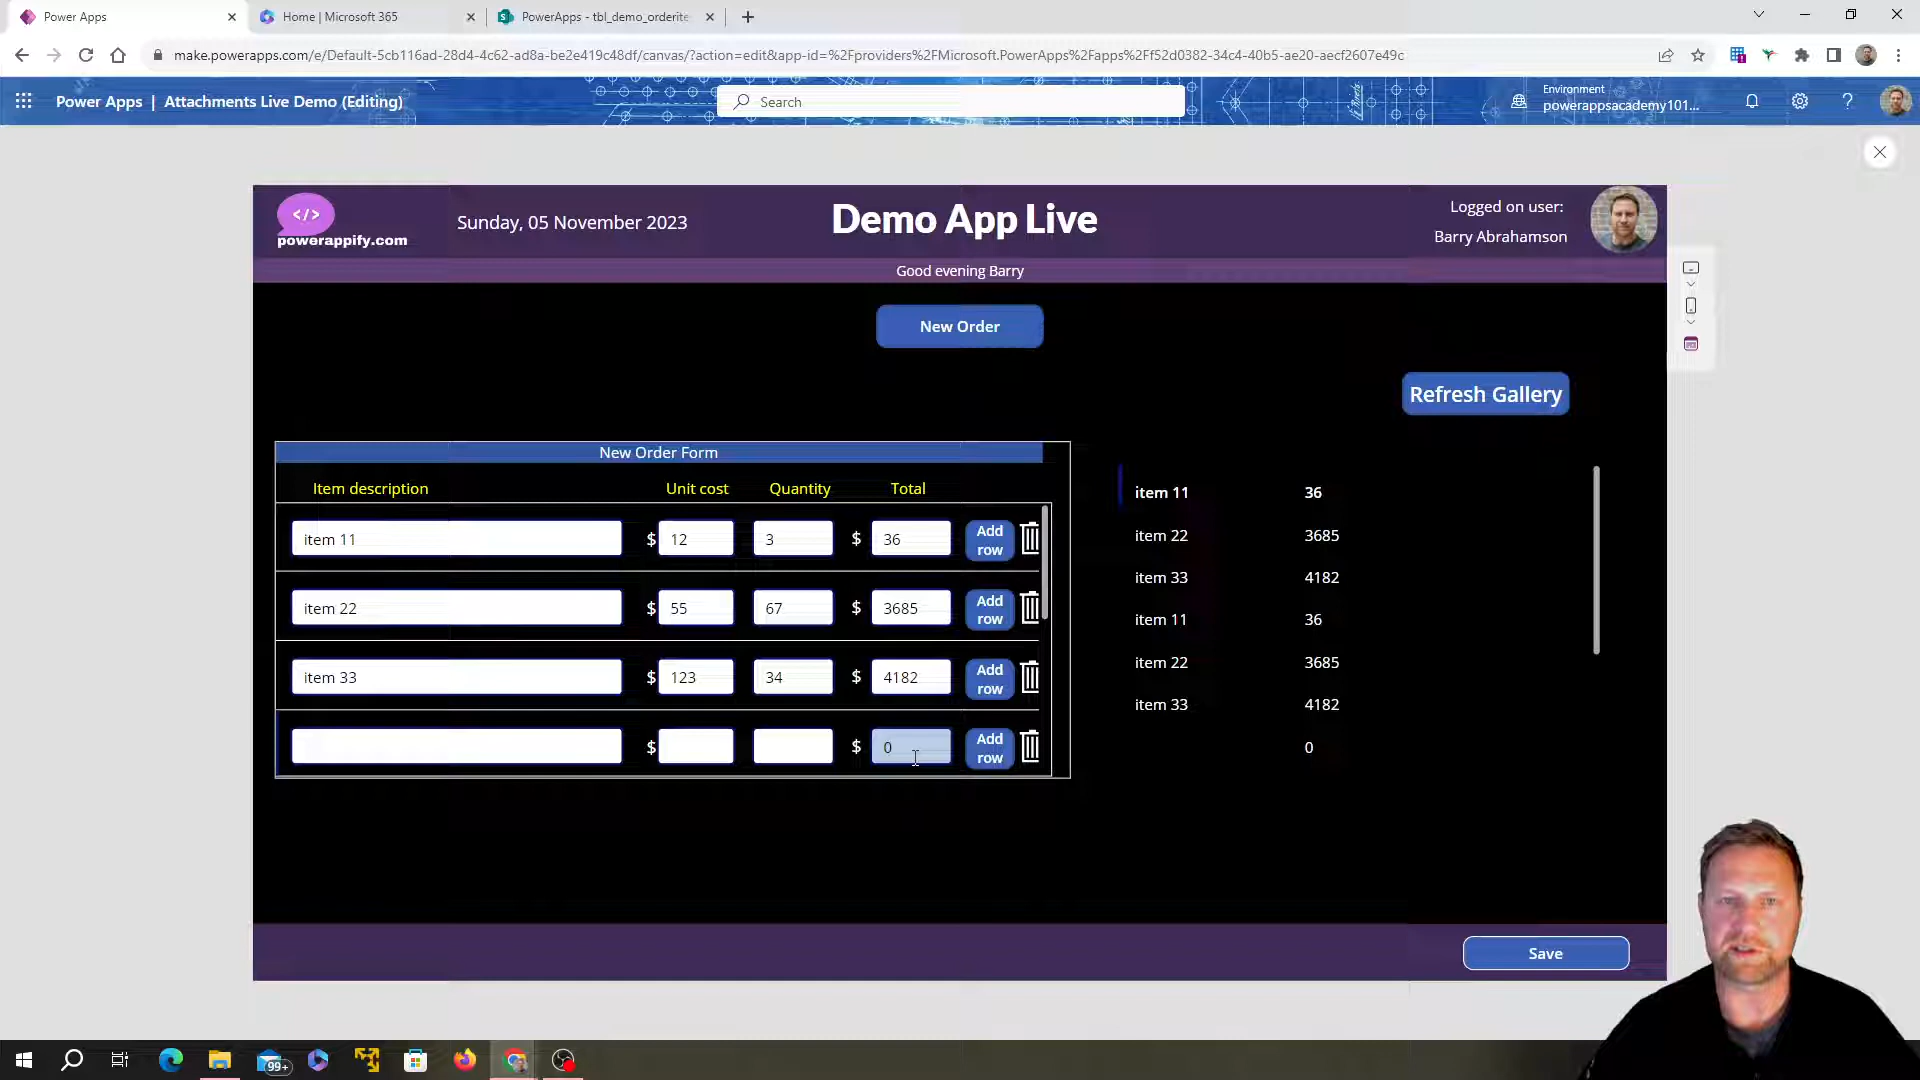 Power Apps
Home | Microsoft 365
PowerApps - tbl_demo_orderite
make.powerapps.com/e/Default-5cb116ad-28d4-4c62-ad8a-be2e419c48df/canvas/?action=edit&app-id=%2Fproviders%2FMicrosoft.PowerApps%2Fapps%2Ff52d0382-34c4-40b5-ae20-aecf2607e49c
Power Apps | Attachments Live Demo (Editing)
Search
Environment
powerappsacademy101...
</>
powerappify.com
Sunday, 05 November 2023
Demo App Live
Logged on user:
Barry Abrahamson
Good evening Barry
New Order
Refresh Gallery
New Order Form
Item description Unit cost Quantity Total
item 11 $ 12 3 $ 36 Add row
item 22 $ 55 67 $ 3685 Add row
item 33 $ 123 34 $ 4182 Add row
$ $ 0 Add row
item 11 36
item 22 3685
item 33 4182
item 11 36
item 22 3685
item 33 4182
0
Save
99+